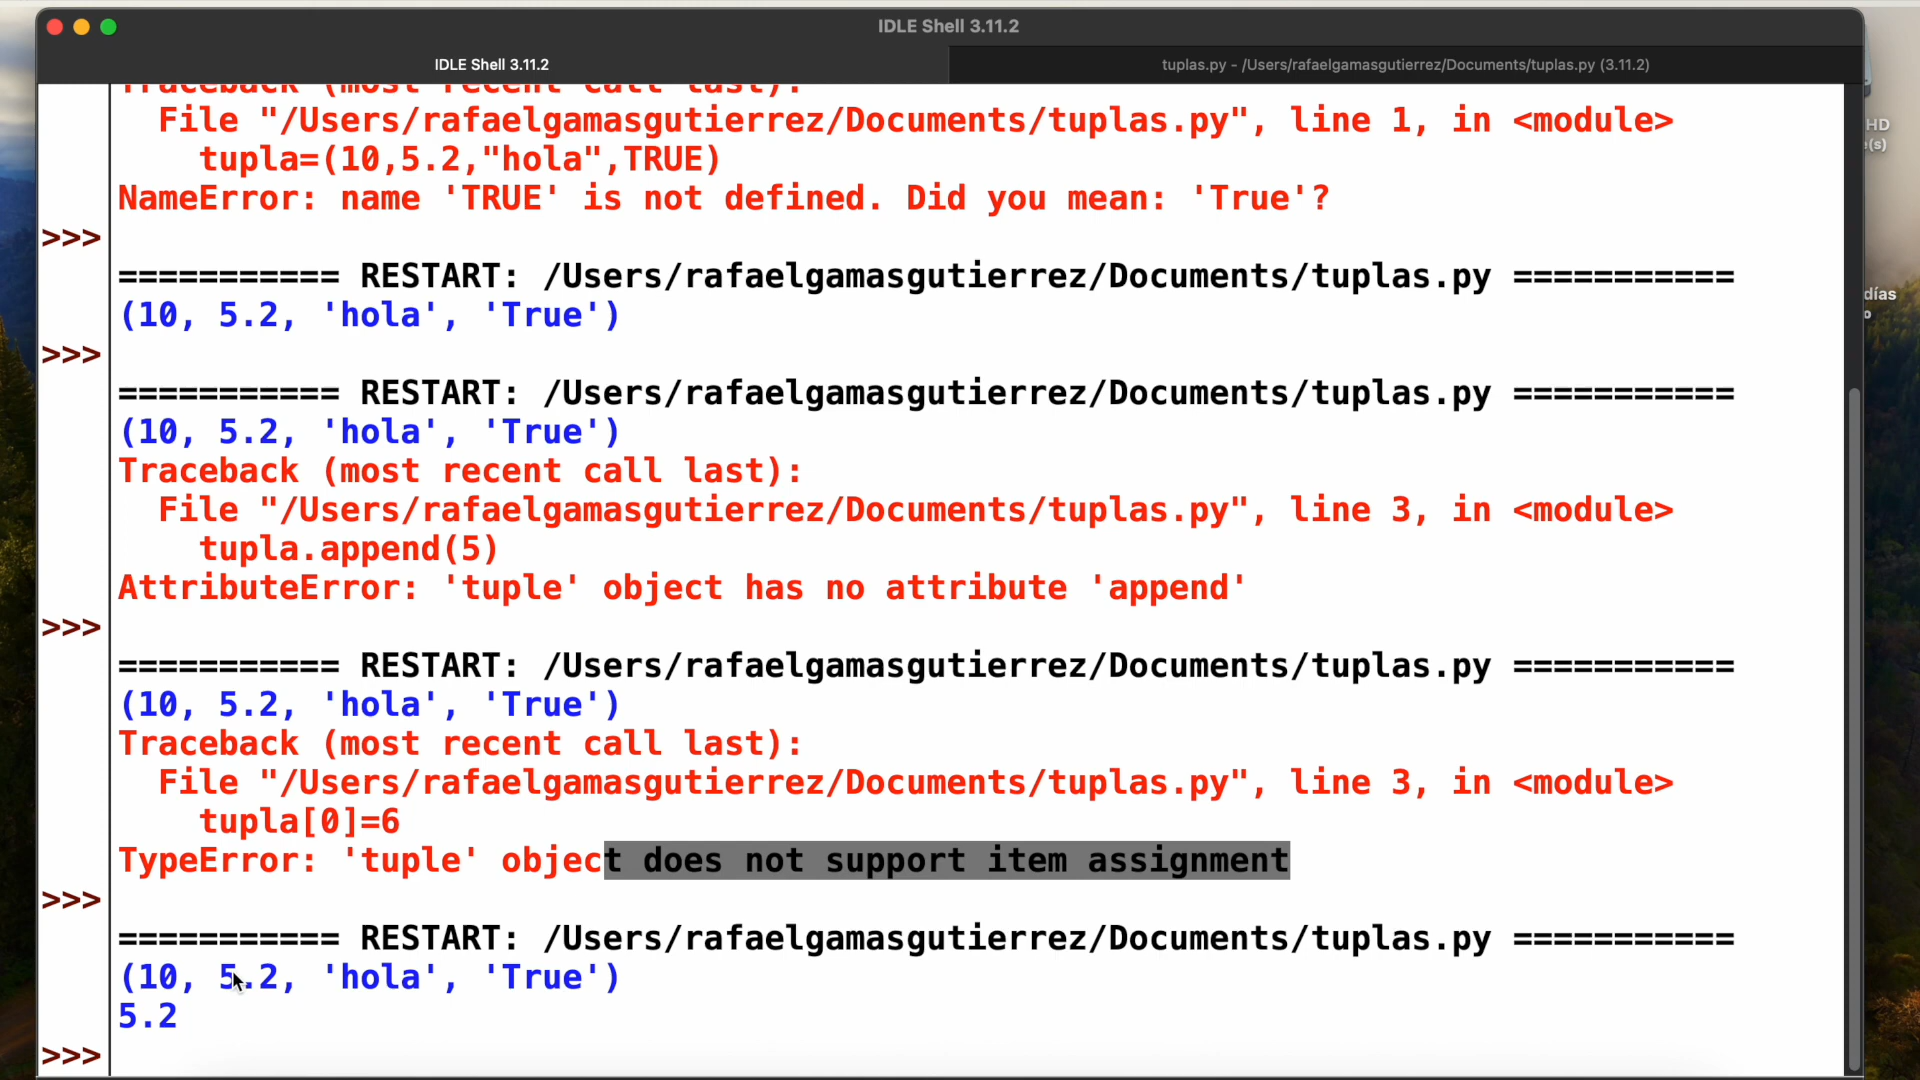 IDLE Shell 3.11.2
IDLE Shell 3.11.2
tuplas.py - /Users/rafaelgamasgutierrez/Documents/tuplas.py (3.11.2)
Traceback (most recent call last):
File "/Users/rafaelgamasgutierrez/Documents/tuplas.py", line 1, in <module>
tupla=(10,5.2,"hola",TRUE)
NameError: name 'TRUE' is not defined. Did you mean: 'True'?
>>>
=========== RESTART: /Users/rafaelgamasgutierrez/Documents/tuplas.py ===========
(10, 5.2, 'hola', 'True')
>>>
=========== RESTART: /Users/rafaelgamasgutierrez/Documents/tuplas.py ===========
(10, 5.2, 'hola', 'True')
Traceback (most recent call last):
File "/Users/rafaelgamasgutierrez/Documents/tuplas.py", line 3, in <module>
tupla.append(5)
AttributeError: 'tuple' object has no attribute 'append'
>>>
=========== RESTART: /Users/rafaelgamasgutierrez/Documents/tuplas.py ===========
(10, 5.2, 'hola', 'True')
Traceback (most recent call last):
File "/Users/rafaelgamasgutierrez/Documents/tuplas.py", line 3, in <module>
tupla[0]=6
TypeError: 'tuple' object does not support item assignment
>>>
=========== RESTART: /Users/rafaelgamasgutierrez/Documents/tuplas.py ===========
(10, 5.2, 'hola', 'True')
5.2
>>>
HD
(s)
días